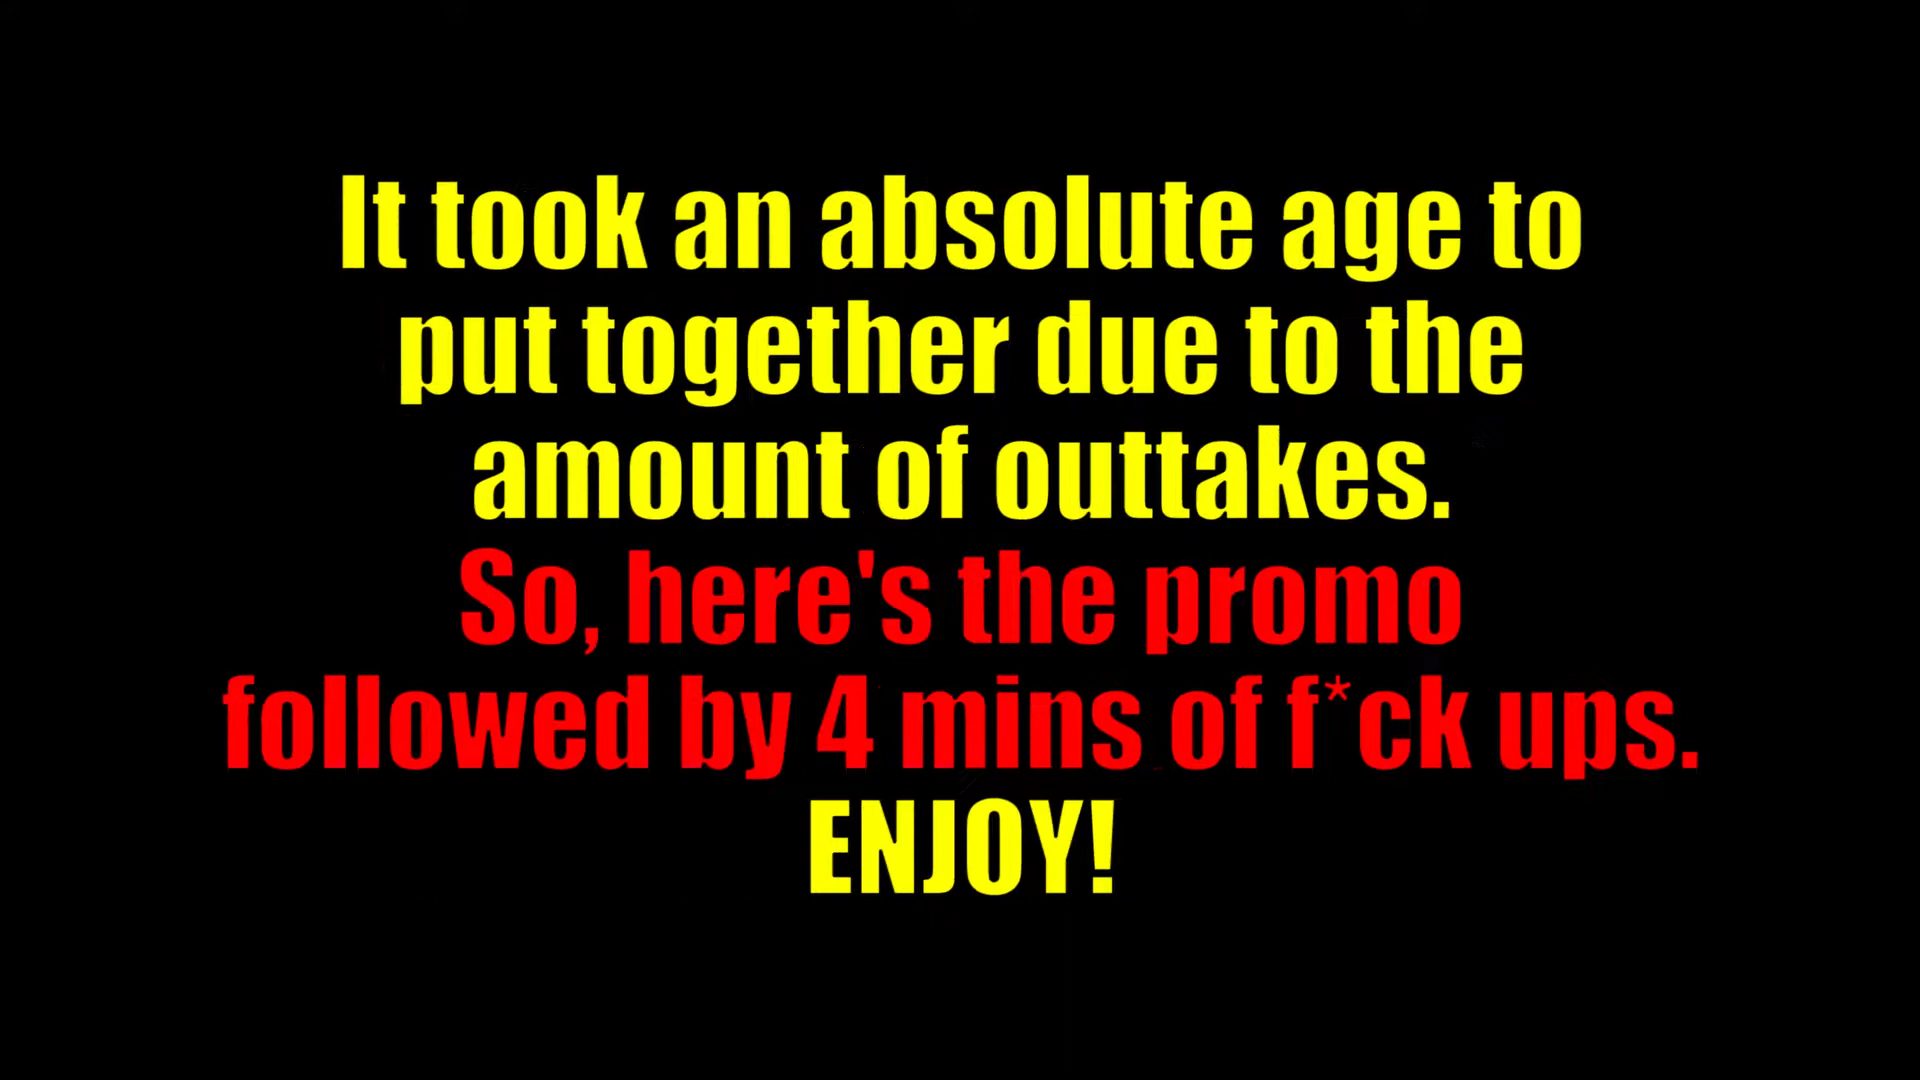 It took an absolute age to
put together due to the
amount of outtakes.
So, here's the promo
followed by 4 mins of f*ck ups.
ENJOY!